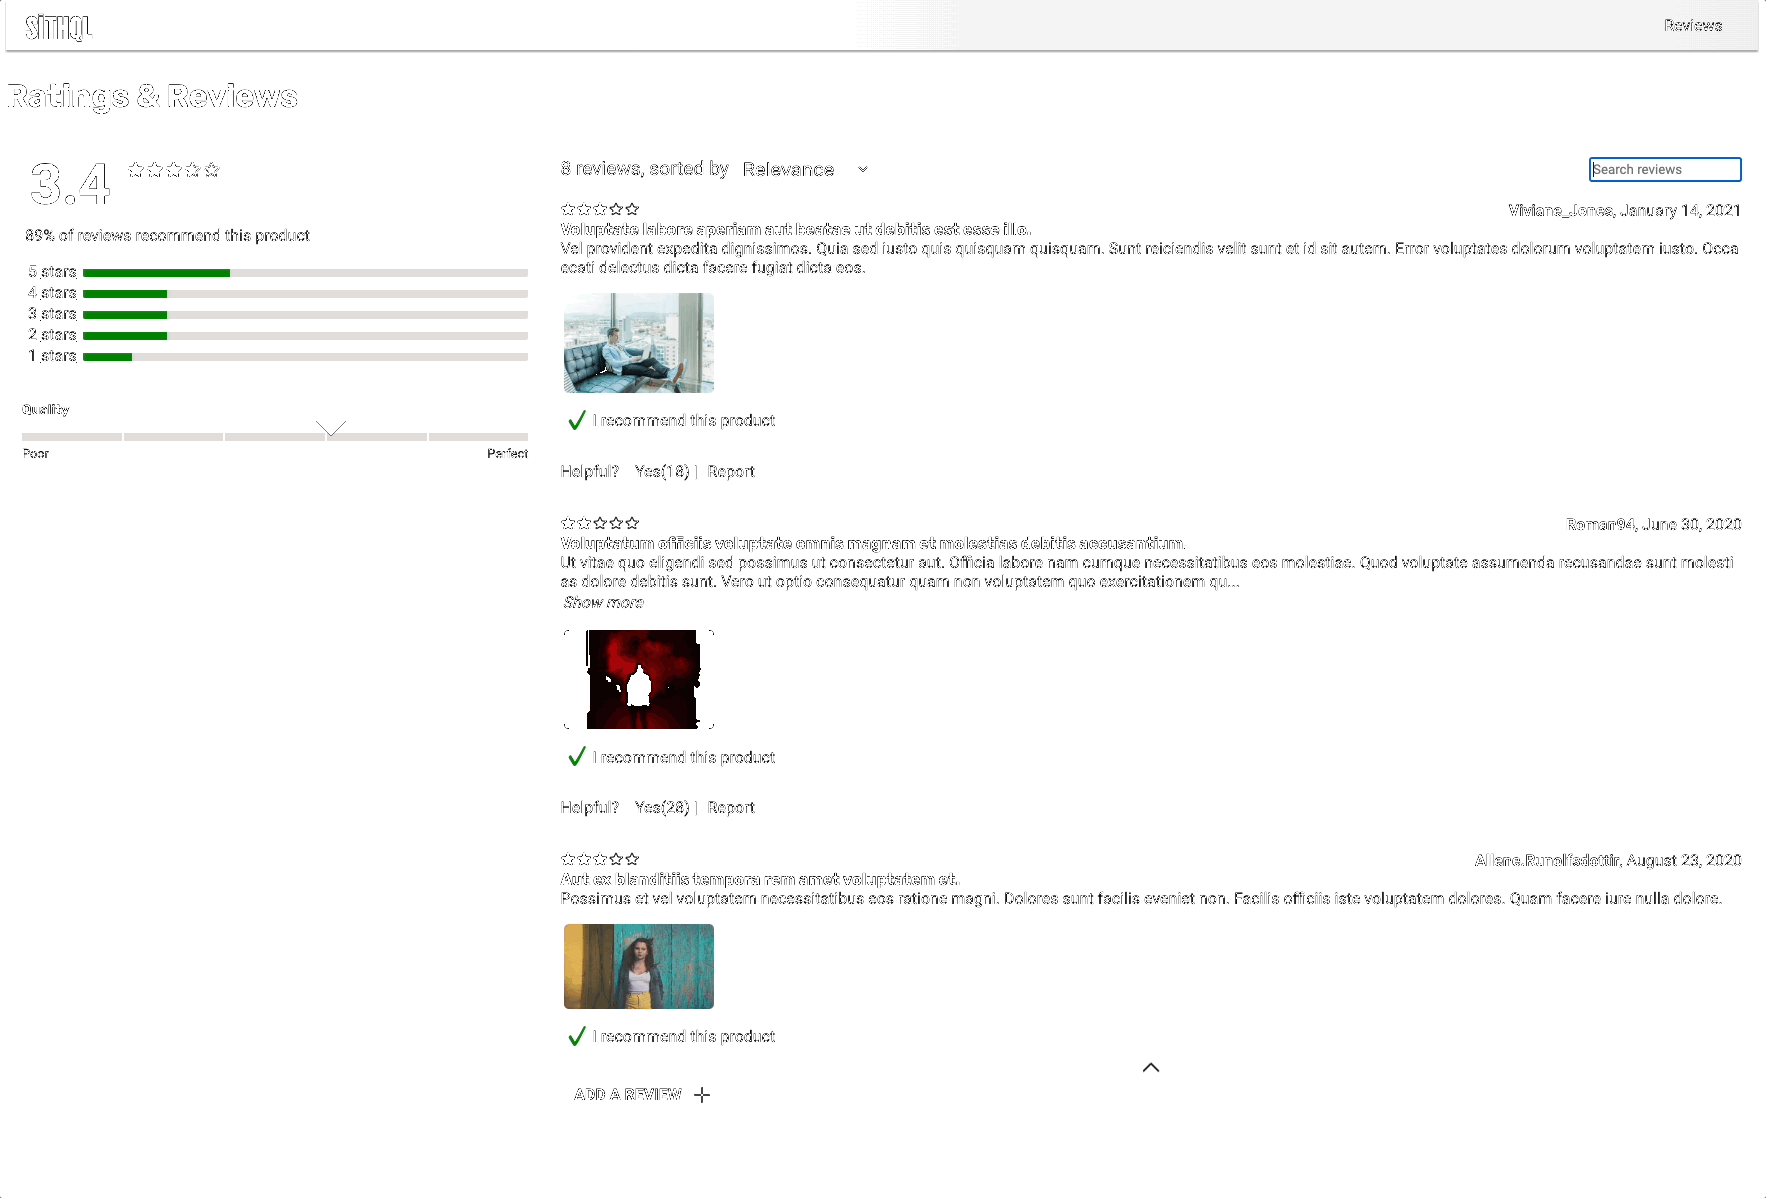 SiTHQL
Reviews
Ratings & Reviews
3.4
89% of reviews recommend this product
5 stars
4 stars
3 stars
2 stars
1 stars
Quality
Poor
Perfect
8 reviews, sorted by Relevance
Search reviews
Viviane_Jones, January 14, 2021
Voluptate labore aperiam aut beatae ut debitis est esse illo.
Vel provident expedita dignissimos. Quia sed iusto quis quisquam quisquam. Sunt reiciendis velit sunt et id sit autem. Error voluptates dolorum voluptatem iusto. Occa
ecati delectus dicta facere fugiat dicta eos.
I recommend this product
Helpful? Yes(18) | Report
Roman94, June 30, 2020
Voluptatum officiis voluptate omnis magnam et molestias debitis accusantium.
Ut vitae quo eligendi sed possimus ut consectetur aut. Officia labore nam cumque necessitatibus eos molestiae. Quod voluptate assumenda recusandae sunt molesti
as dolore debitis sunt. Vero ut optio consequatur quam non voluptatem quo exercitationem qu...
Show more
I recommend this product
Helpful? Yes(28) | Report
Allene.Runolfsdottir, August 23, 2020
Aut ex blanditiis tempora rem amet voluptatem et.
Possimus et vel voluptatem necessitatibus eos ratione magni. Dolores sunt facilis eveniet non. Facilis officiis iste voluptatem dolores. Quam facere iure nulla dolore.
I recommend this product
ADD A REVIEW